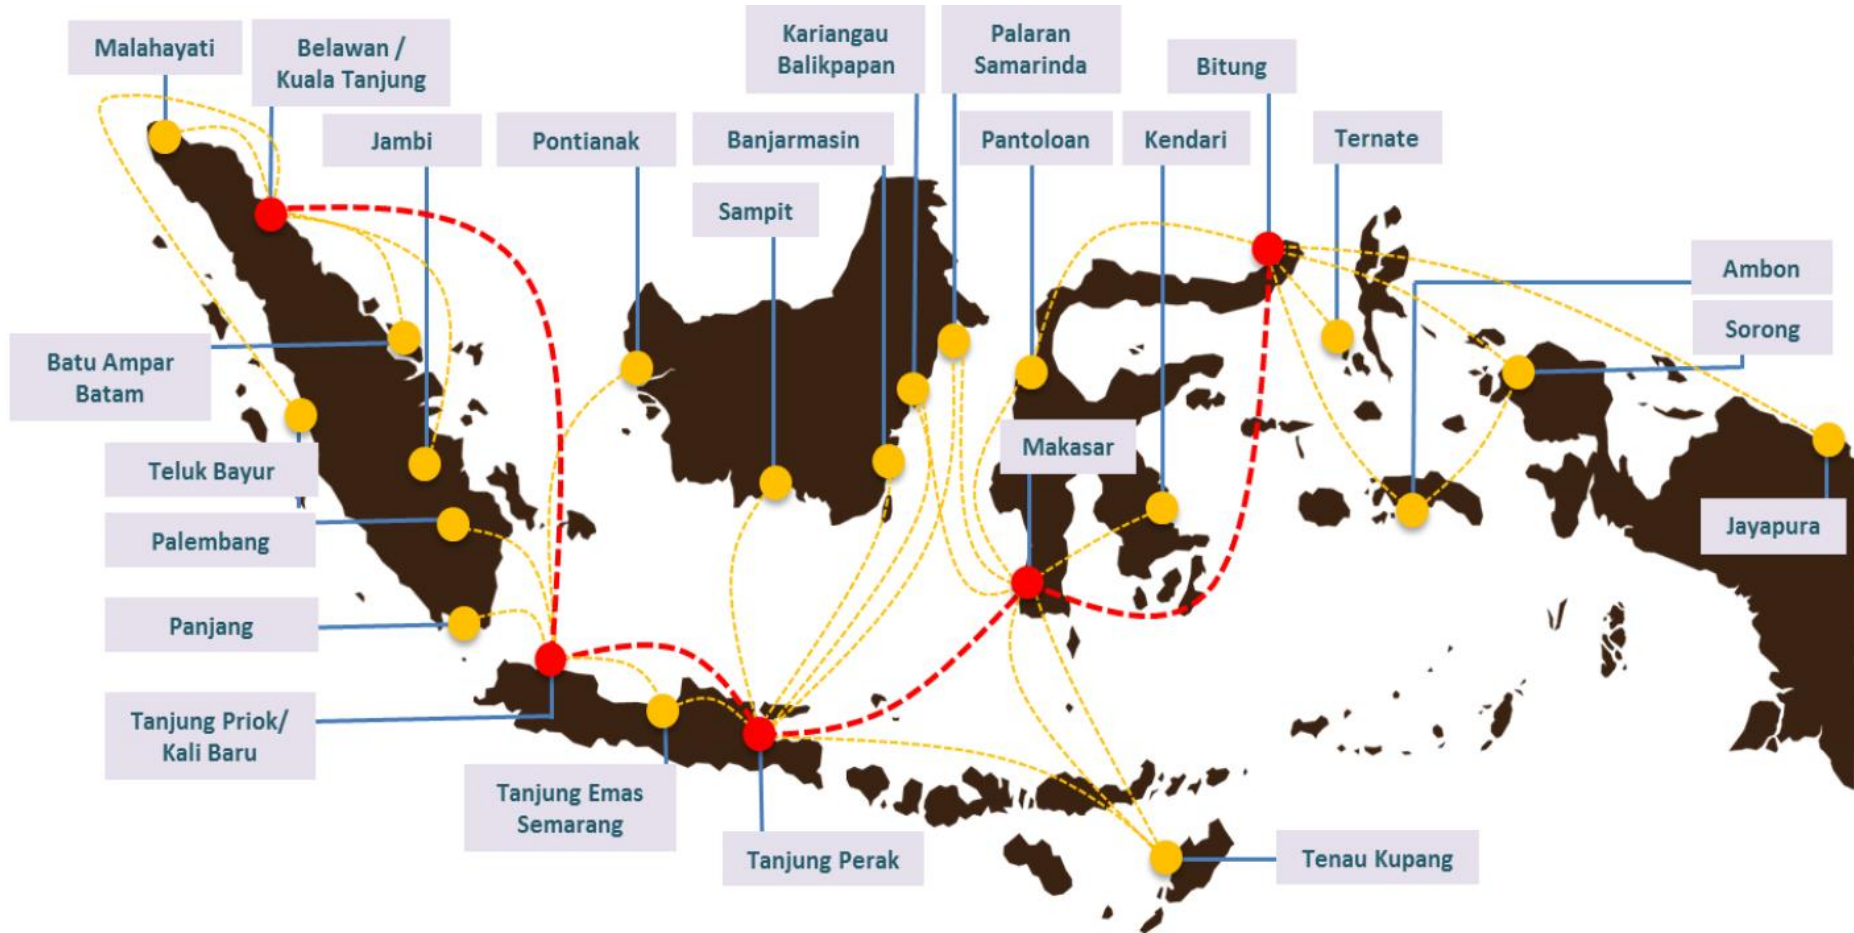 Malahayati
Belawan /
Kuala Tanjung
Kariangau
Balikpapan
Palaran
Samarinda
Bitung
Jambi
Pontianak
Banjarmasin
Pantoloan
Kendari
Ternate
Sampit
Ambon
Sorong
Batu Ampar
Batam
Makasar
Teluk Bayur
Palembang
Jayapura
Panjang
Tanjung Priok/
Kali Baru
Tanjung Emas
Semarang
Tanjung Perak
Tenau Kupang